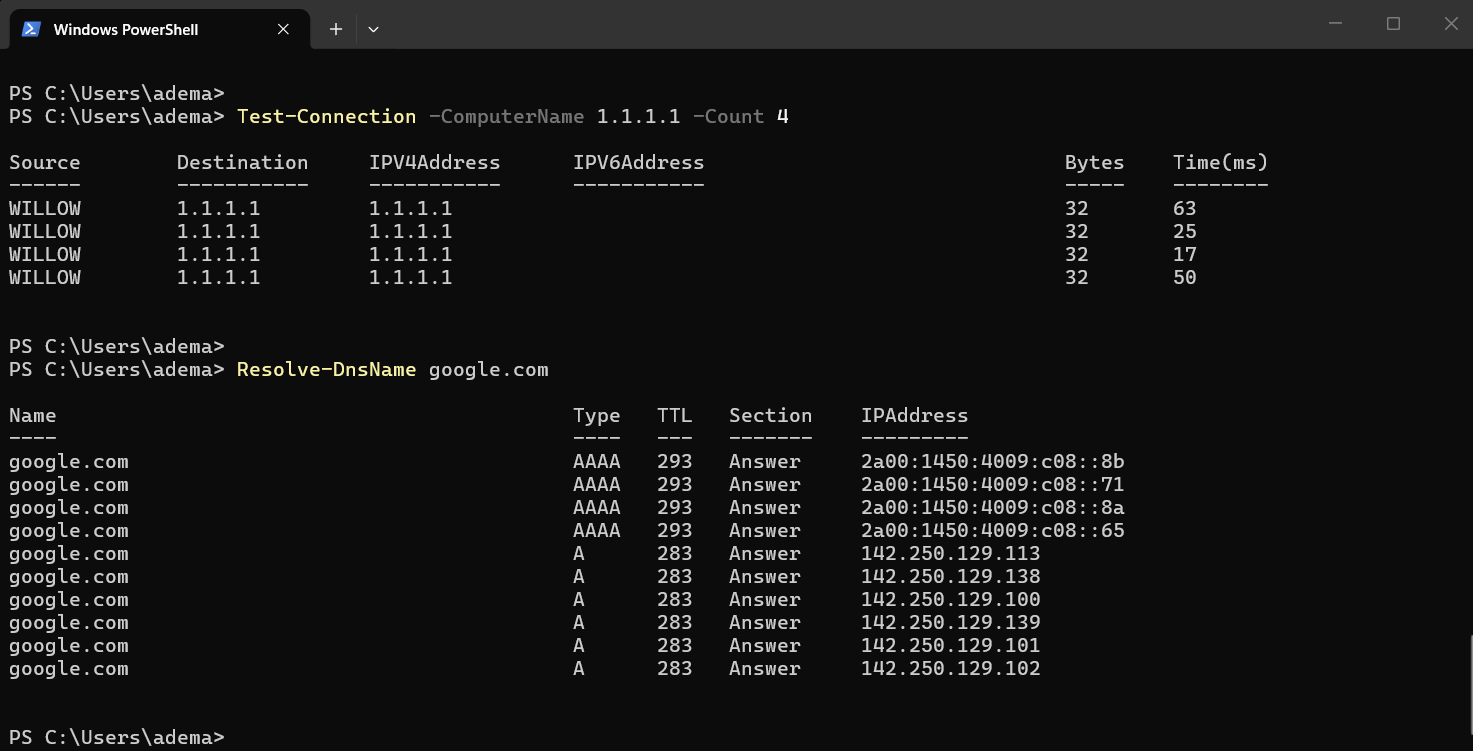 Windows PowerShell
PS C:\Users\adema>
PS C:\Users\adema> Test-Connection -ComputerName 1.1.1.1 -Count 4
Source        Destination     IPV4Address      IPV6Address                              Bytes    Time(ms)
------        -----------     -----------      -----------                              -----    --------
WILLOW        1.1.1.1         1.1.1.1                                                   32       63
WILLOW        1.1.1.1         1.1.1.1                                                   32       25
WILLOW        1.1.1.1         1.1.1.1                                                   32       17
WILLOW        1.1.1.1         1.1.1.1                                                   32       50
PS C:\Users\adema>
PS C:\Users\adema> Resolve-DnsName google.com
Name                                           Type   TTL   Section    IPAddress
----                                           ----   ---   -------    ---------
google.com                                     AAAA   293   Answer     2a00:1450:4009:c08::8b
google.com                                     AAAA   293   Answer     2a00:1450:4009:c08::71
google.com                                     AAAA   293   Answer     2a00:1450:4009:c08::8a
google.com                                     AAAA   293   Answer     2a00:1450:4009:c08::65
google.com                                     A      283   Answer     142.250.129.113
google.com                                     A      283   Answer     142.250.129.138
google.com                                     A      283   Answer     142.250.129.100
google.com                                     A      283   Answer     142.250.129.139
google.com                                     A      283   Answer     142.250.129.101
google.com                                     A      283   Answer     142.250.129.102
PS C:\Users\adema>